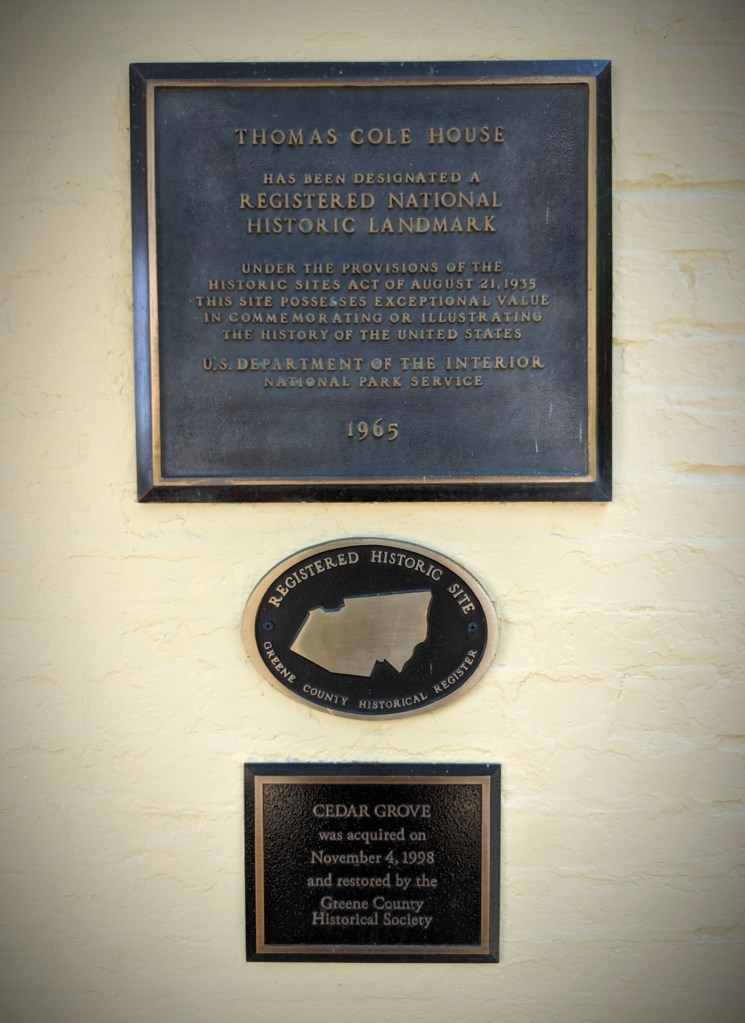 THOMAS COLE HOUSE
HAS BEEN DESIGNATED A
REGISTERED NATIONAL
HISTORIC LANDMARK
UNDER THE PROVISIONS OF THE
HISTORIC SITES ACT OF AUGUST 21, 1935
THIS SITE POSSESSES EXCEPTIONAL VALUE
IN COMMEMORATING OR ILLUSTRATING
THE HISTORY OF THE UNITED STATES
U.S. DEPARTMENT OF THE INTERIOR
NATIONAL PARK SERVICE
1965
REGISTERED HISTORIC SITE
GREENE COUNTY HISTORICAL REGISTER
CEDAR GROVE
was acquired on
November 4, 1998
and restored by the
Greene County
Historical Society